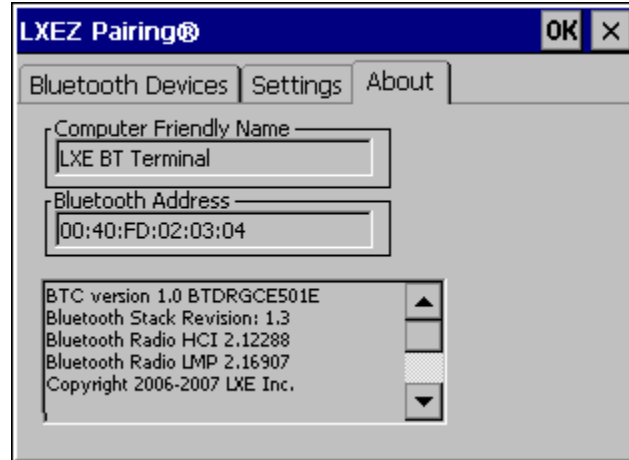 LXEZ Pairing®
OK ×
Bluetooth Devices Settings About
Computer Friendly Name
LXE BT Terminal
Bluetooth Address
00:40:FD:02:03:04
BTC version 1.0 BTDRGCE501E
Bluetooth Stack Revision: 1.3
Bluetooth Radio HCI 2.12288
Bluetooth Radio LMP 2.16907
Copyright 2006-2007 LXE Inc.